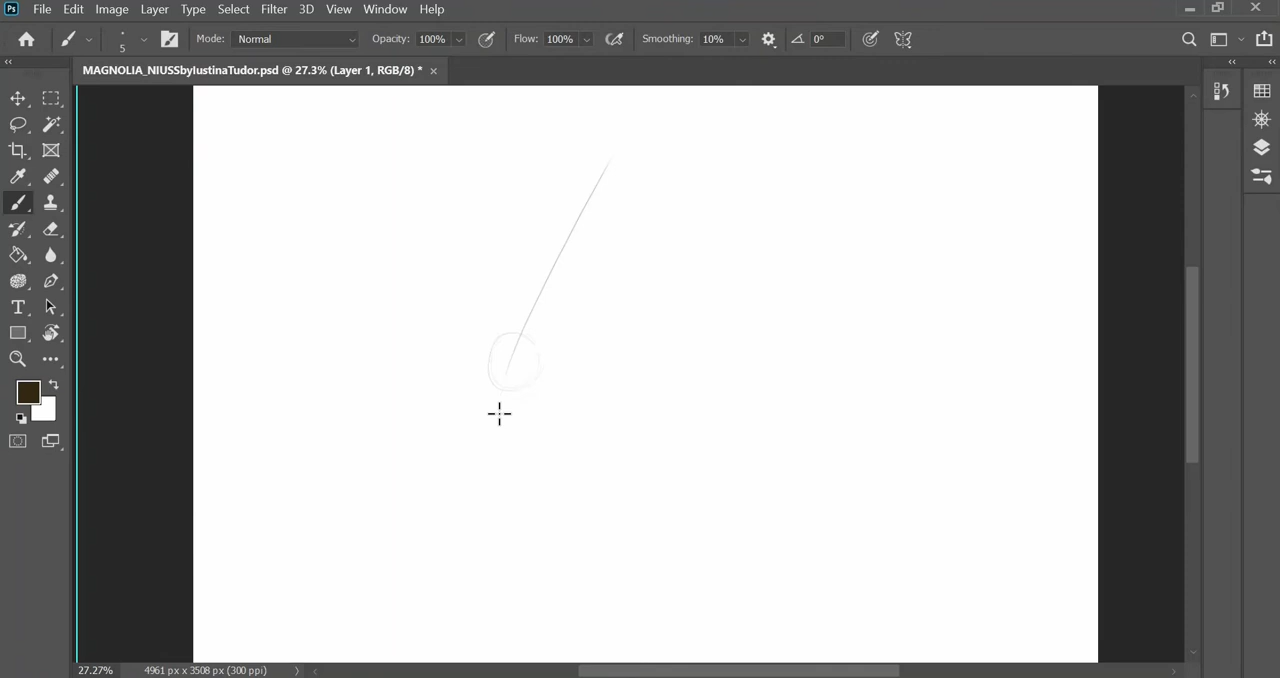 Ps File Edit Image Layer Type Select Filter 3D View Window Help
5 Mode: Normal Opacity: 100% Flow: 100% Smoothing: 10% 0°
MAGNOLIA_NIUSSbyIustinaTudor.psd @ 27.3% (Layer 1, RGB/8) * ×
27.27% 4961 px x 3508 px (300 ppi)